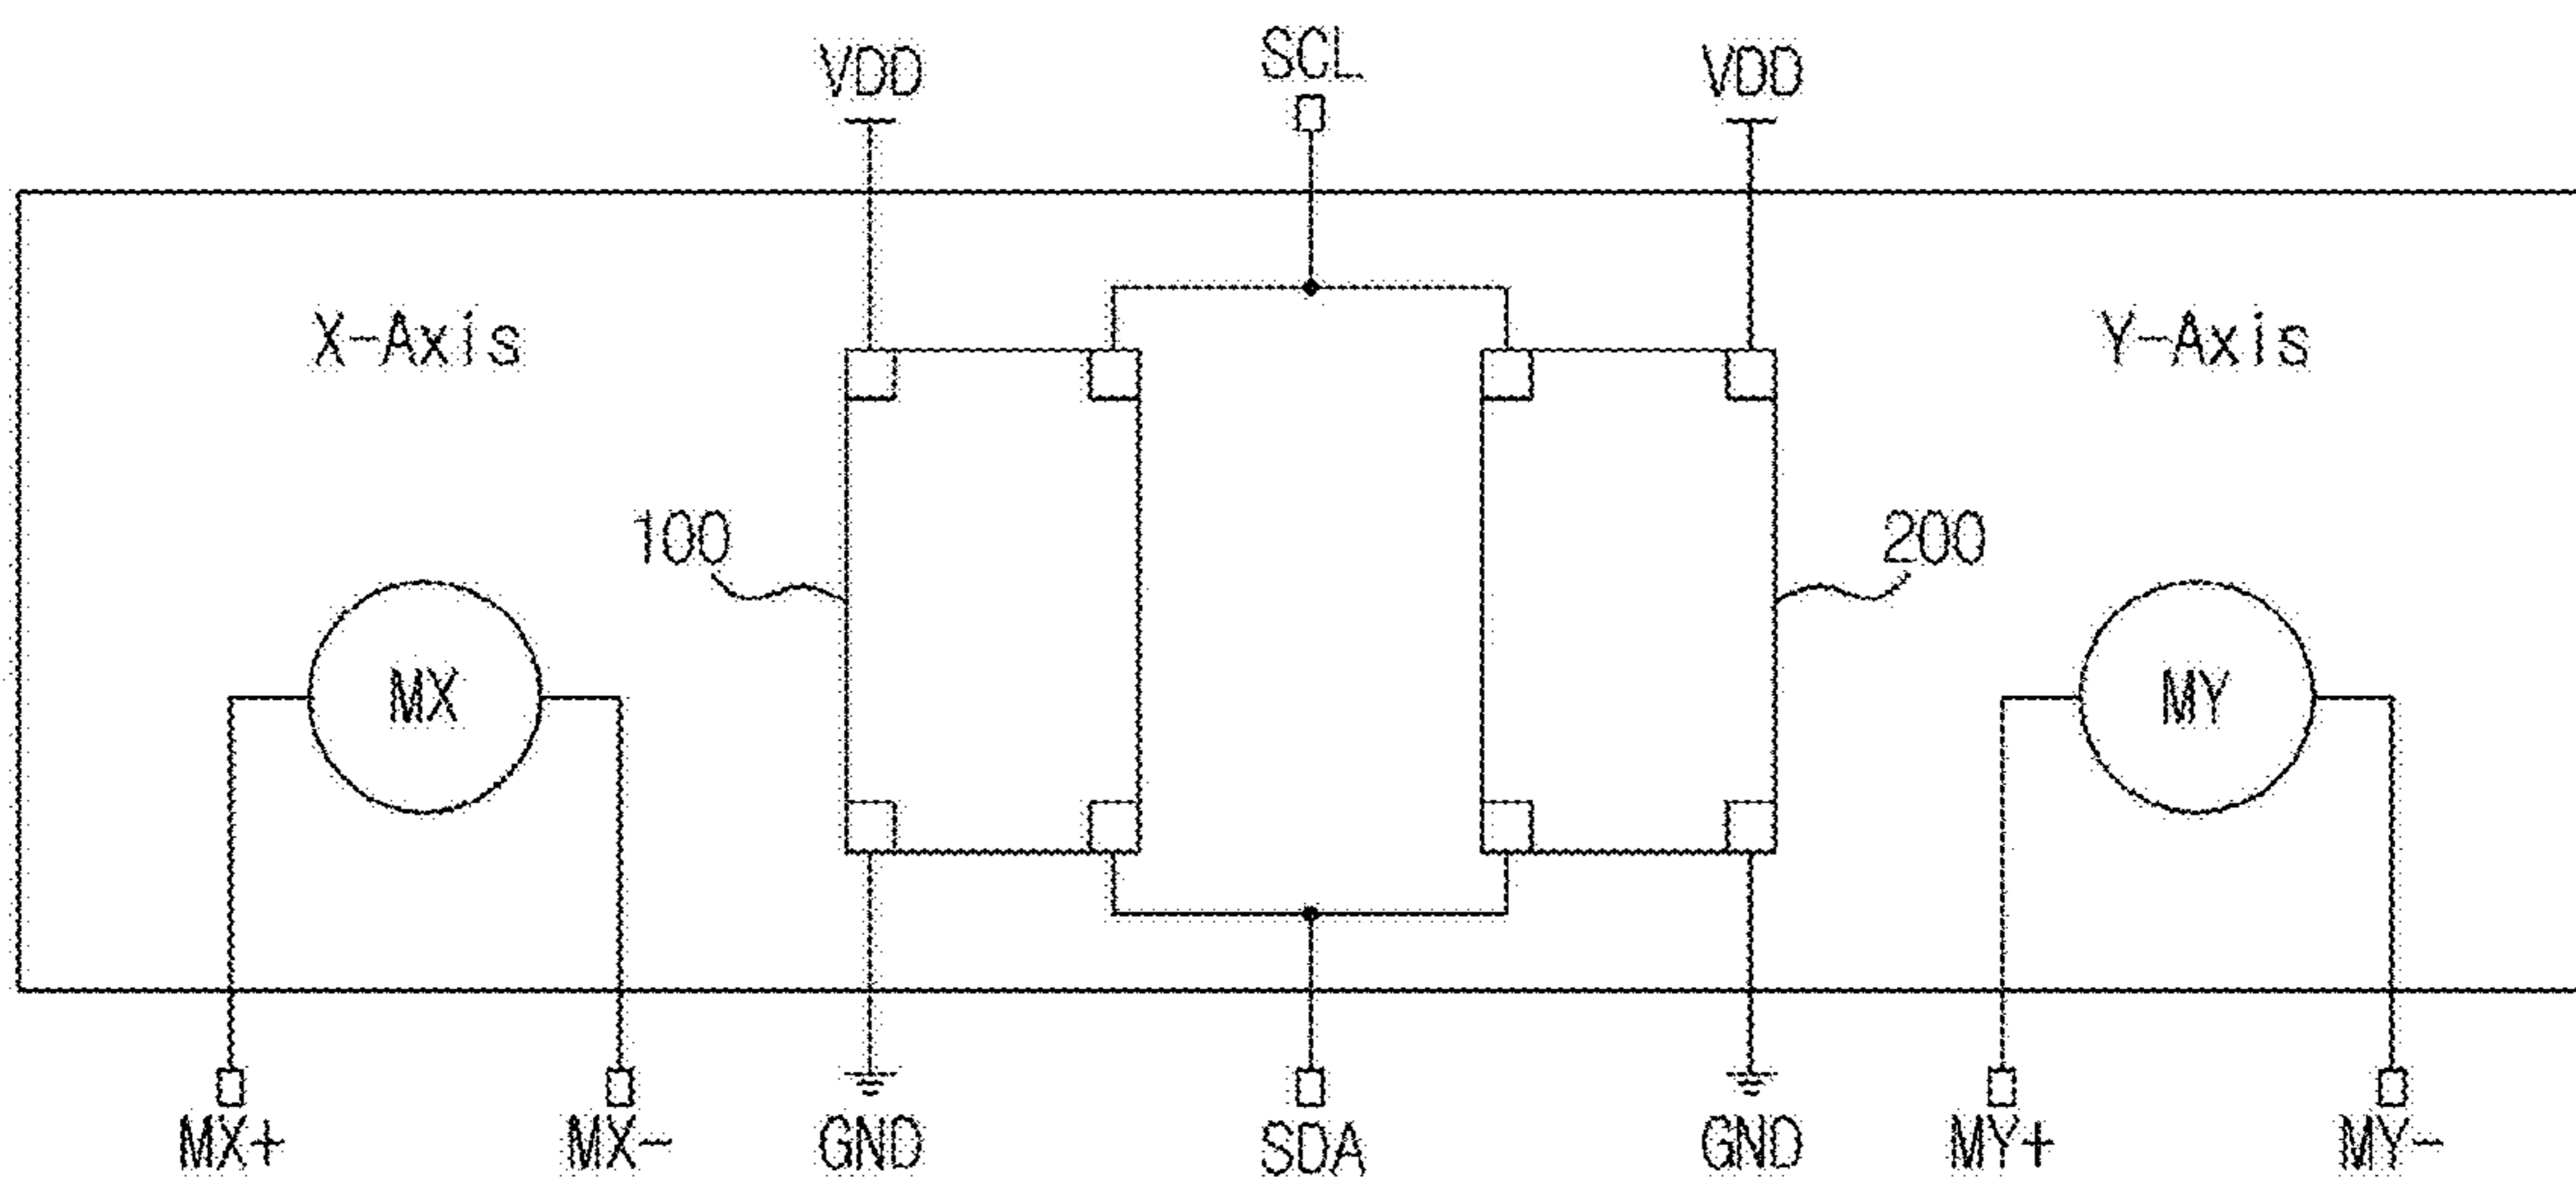 VDD SCL VDD
X-Axis Y-Axis
100 200
MX MY
MX+ MX- GND SDA GND MY+ MY-